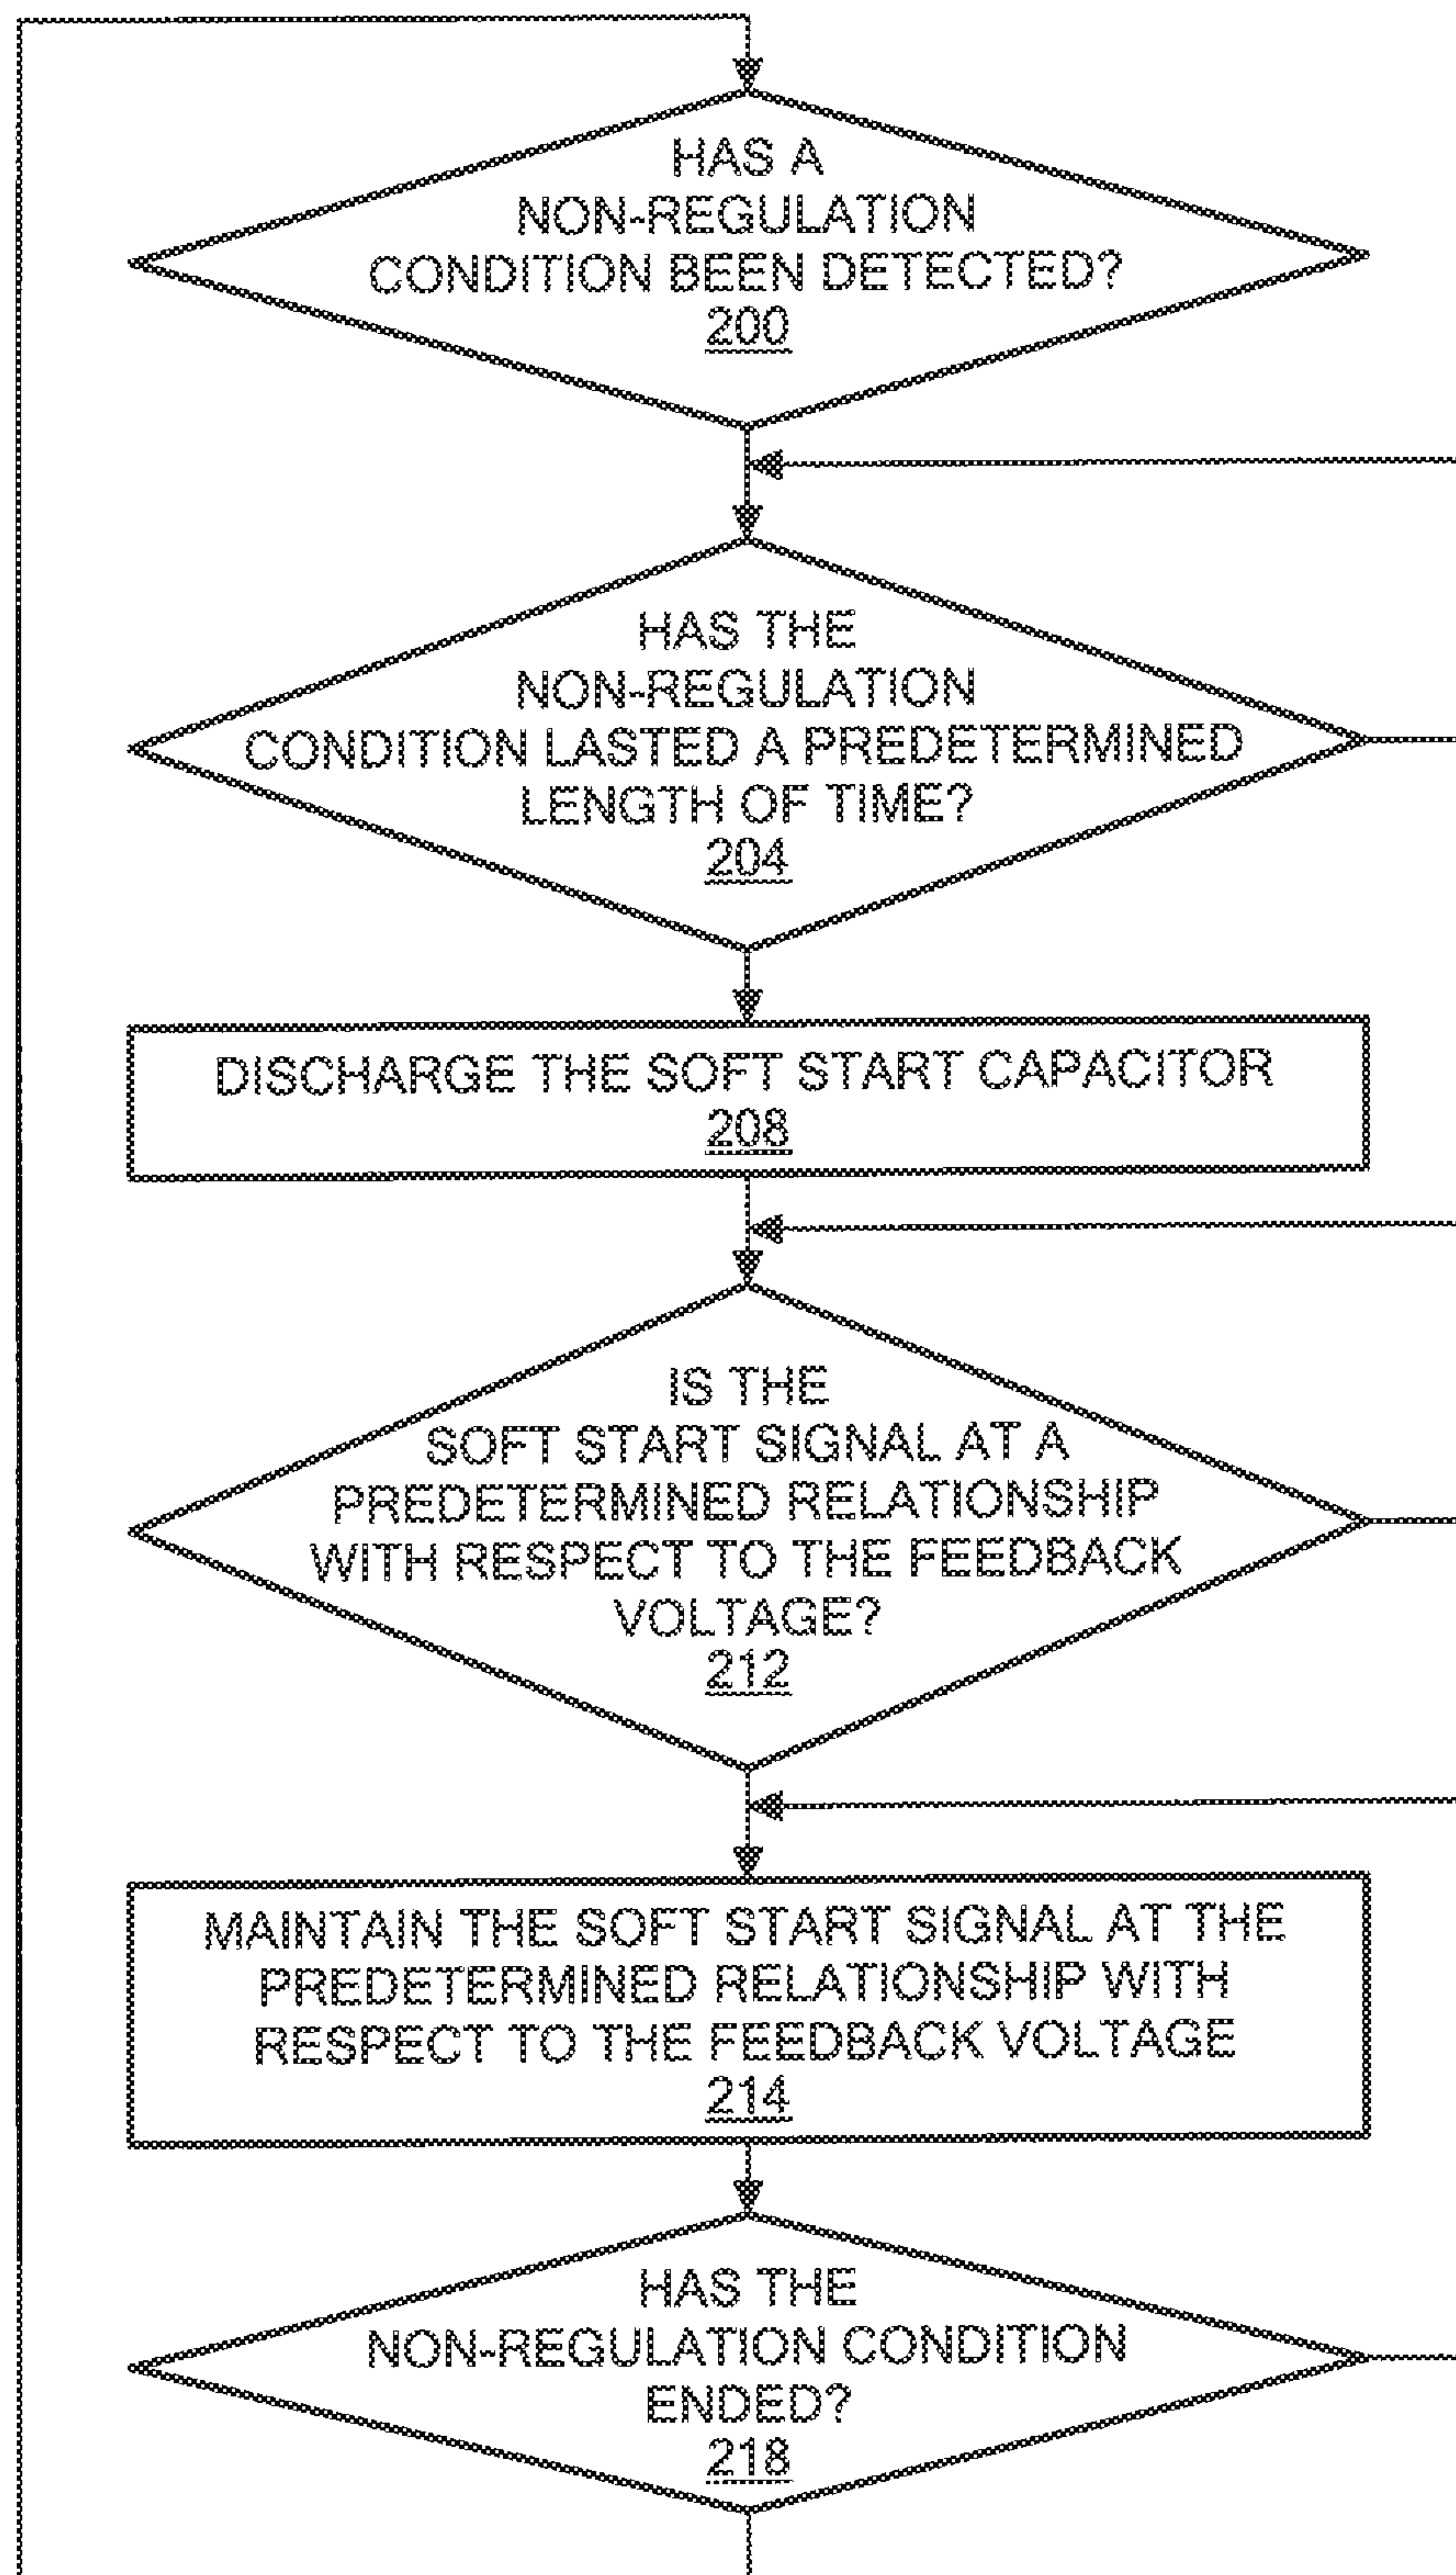 HAS A
NON-REGULATION
CONDITION BEEN DETECTED?
200
HAS THE
NON-REGULATION
CONDITION LASTED A PREDETERMINED
LENGTH OF TIME?
204
DISCHARGE THE SOFT START CAPACITOR
208
IS THE
SOFT START SIGNAL AT A
PREDETERMINED RELATIONSHIP
WITH RESPECT TO THE FEEDBACK
VOLTAGE?
212
MAINTAIN THE SOFT START SIGNAL AT THE
PREDETERMINED RELATIONSHIP WITH
RESPECT TO THE FEEDBACK VOLTAGE
214
HAS THE
NON-REGULATION CONDITION
ENDED?
218